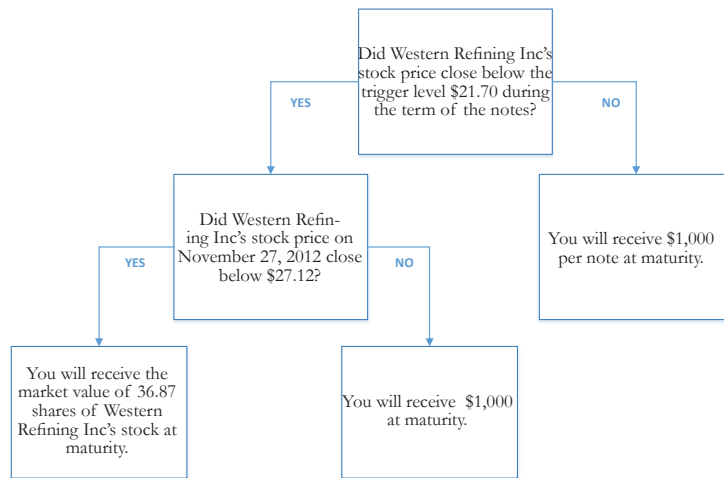 Did Western Refining Inc's
stock price close below the
trigger level $21.70 during
the term of the notes?
YES
NO
Did Western Refin-
ing Inc's stock price on
November 27, 2012 close
below $27.12?
You will receive $1,000
per note at maturity.
YES
NO
You will receive the
market value of 36.87
shares of Western
Refining Inc's stock at
maturity.
You will receive $1,000
at maturity.